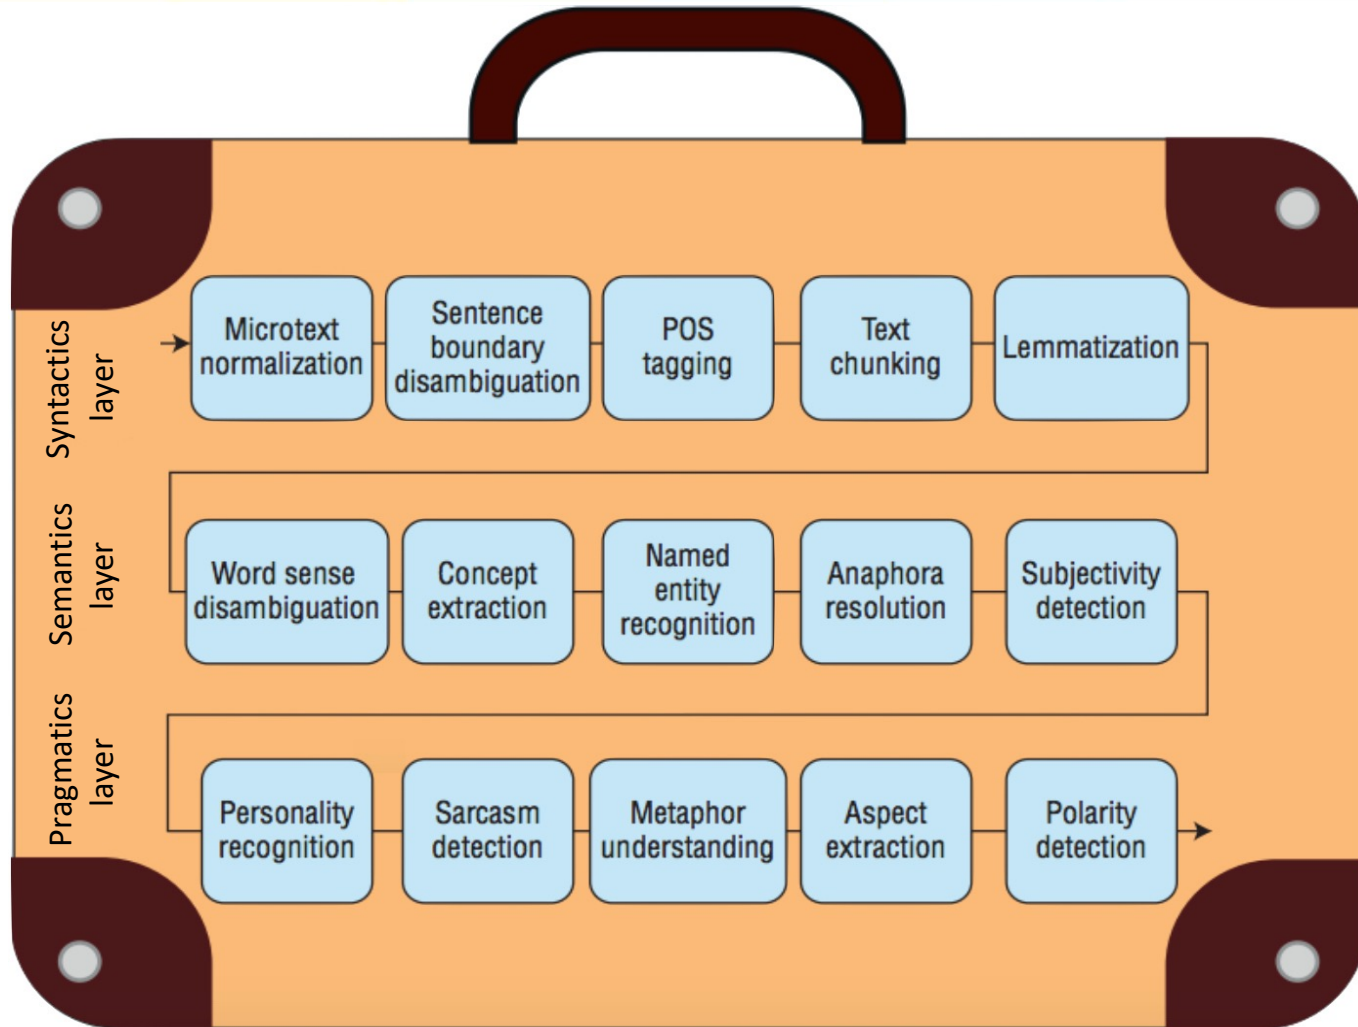 Syntactics
layer
Microtext
normalization
Sentence
boundary
disambiguation
POS
tagging
Text
chunking
Lemmatization
Semantics
layer
Word sense
disambiguation
Concept
extraction
Named
entity
recognition
Anaphora
resolution
Subjectivity
detection
Pragmatics
layer
Personality
recognition
Sarcasm
detection
Metaphor
understanding
Aspect
extraction
Polarity
detection